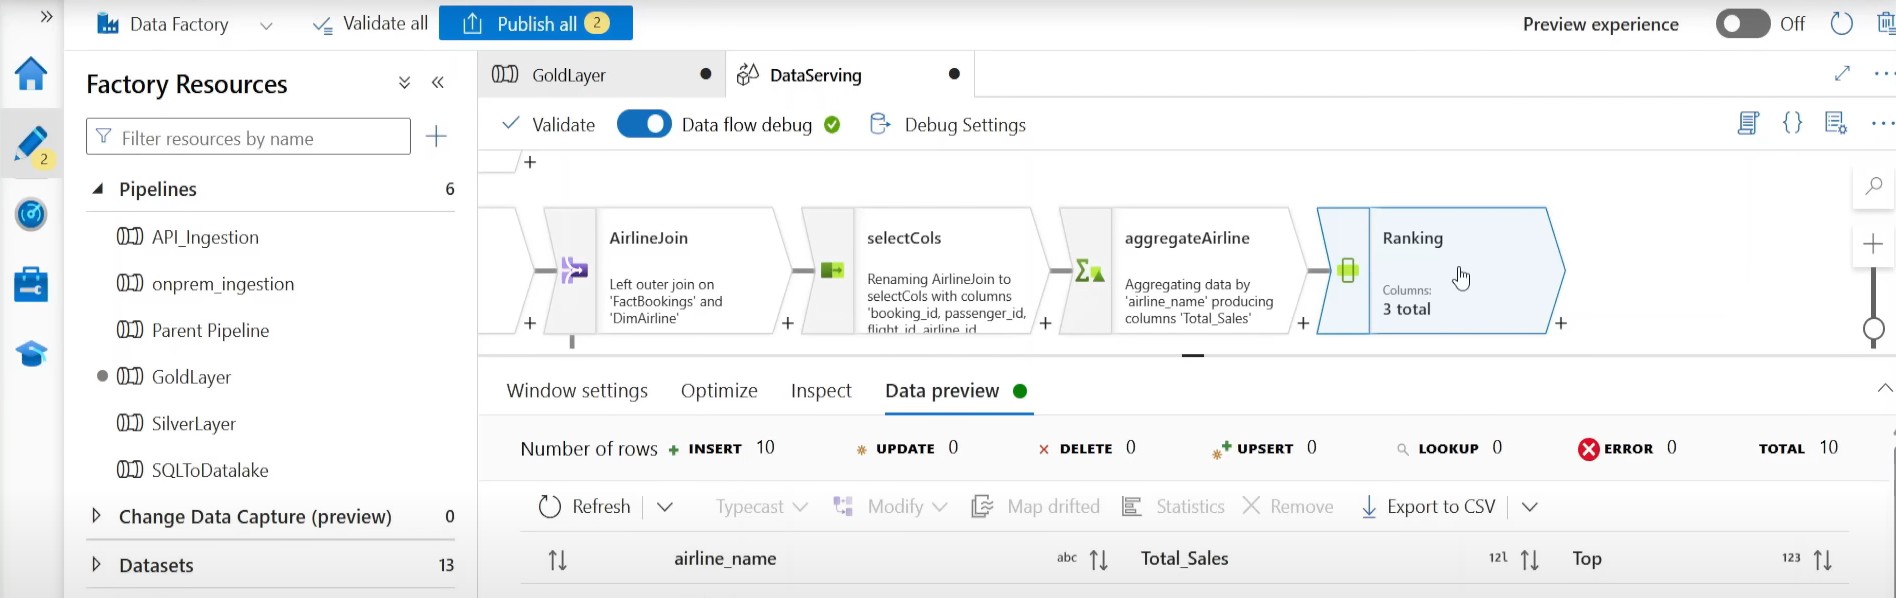 Data Factory
Validate all
Publish all 2
Preview experience
Off
2
Factory Resources
Filter resources by name
Pipelines 6
API_Ingestion
onprem_ingestion
Parent Pipeline
GoldLayer
SilverLayer
SQLToDatalake
Change Data Capture (preview) 0
Datasets 13
GoldLayer
DataServing
Validate
Data flow debug
Debug Settings
{}
AirlineJoin
Left outer join on
'FactBookings' and
'DimAirline'
selectCols
Renaming AirlineJoin to
selectCols with columns
'booking_id, passenger_id,
flight_id, airline_id,
aggregateAirline
Aggregating data by
'airline_name' producing
columns 'Total_Sales'
Ranking
Columns:
3 total
Window settings
Optimize
Inspect
Data preview
Number of rows
INSERT 10
UPDATE 0
DELETE 0
UPSERT 0
LOOKUP 0
ERROR 0
TOTAL 10
Refresh
Typecast
Modify
Map drifted
Statistics
Remove
Export to CSV
airline_name abc
Total_Sales 12l
Top 123